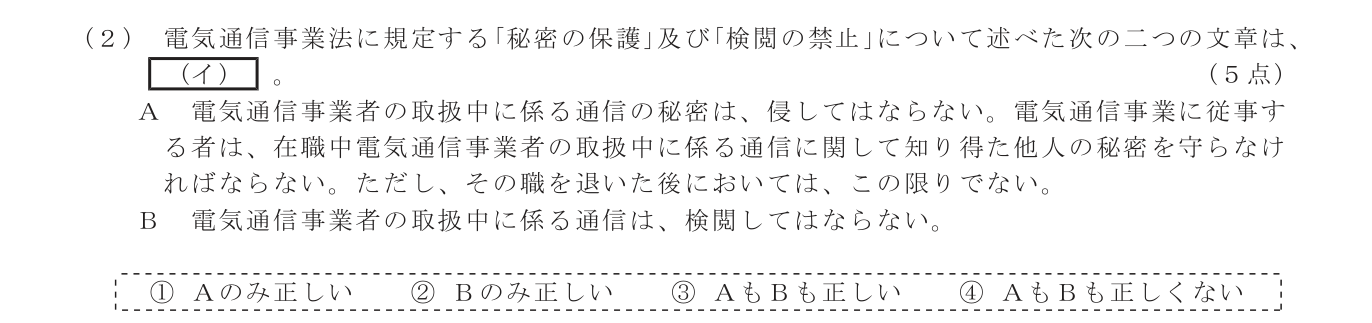 (２) 電気通信事業法に規定する｢秘密の保護｣及び｢検閲の禁止｣について述べた次の二つの文章は、
(イ) 。 (５点)
Ａ 電気通信事業者の取扱中に係る通信の秘密は、侵してはならない。電気通信事業に従事す
る者は、在職中電気通信事業者の取扱中に係る通信に関して知り得た他人の秘密を守らなけ
ればならない。ただし、その職を退いた後においては、この限りでない。
Ｂ 電気通信事業者の取扱中に係る通信は、検閲してはならない。
① Ａのみ正しい ② Ｂのみ正しい ③ ＡもＢも正しい ④ ＡもＢも正しくない